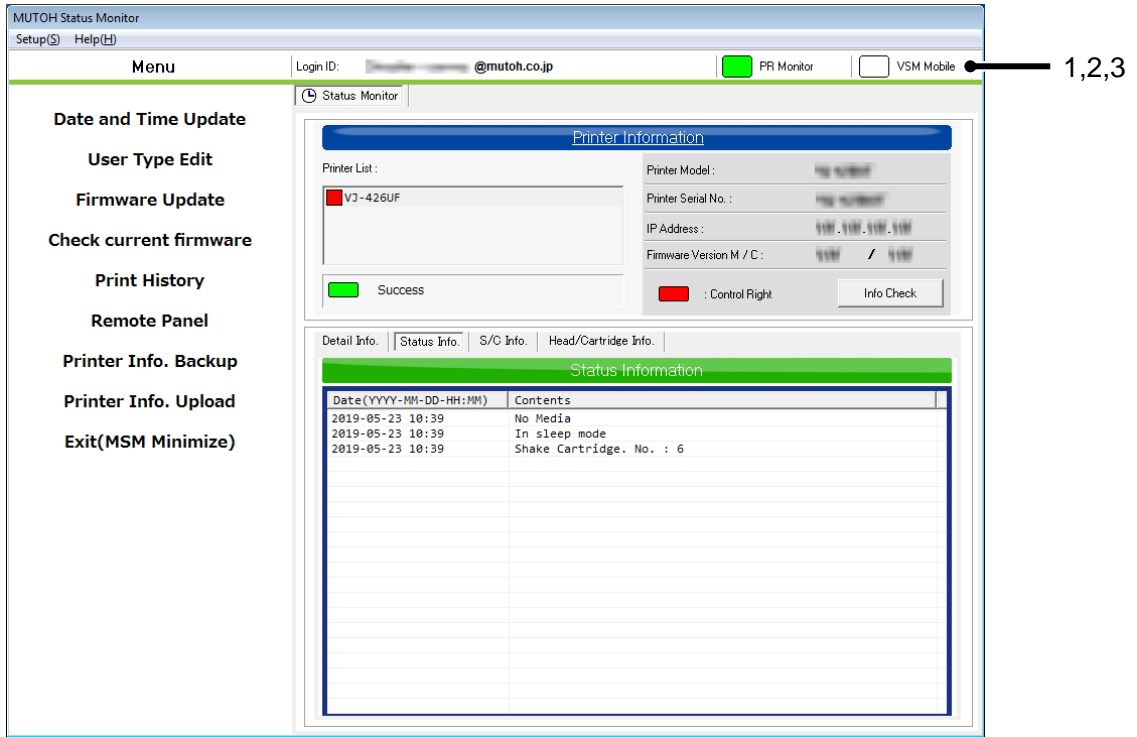 MUTOH Status Monitor
Setup(S) Help(H)
Menu
Login ID: @mutoh.co.jp
PR Monitor
VSM Mobile
1,2,3
Status Monitor
Date and Time Update
User Type Edit
Firmware Update
Check current firmware
Print History
Remote Panel
Printer Info. Backup
Printer Info. Upload
Exit(MSM Minimize)
Printer Information
Printer List :
VJ-426UF
Success
Printer Model :
Printer Serial No. :
IP Address :
Firmware Version M / C : /
: Control Right
Info Check
Detail Info. Status Info. S/C Info. Head/Cartridge Info.
Status Information
Date(YYYY-MM-DD-HH:MM) Contents
2019-05-23 10:39 No Media
2019-05-23 10:39 In sleep mode
2019-05-23 10:39 Shake Cartridge. No. : 6